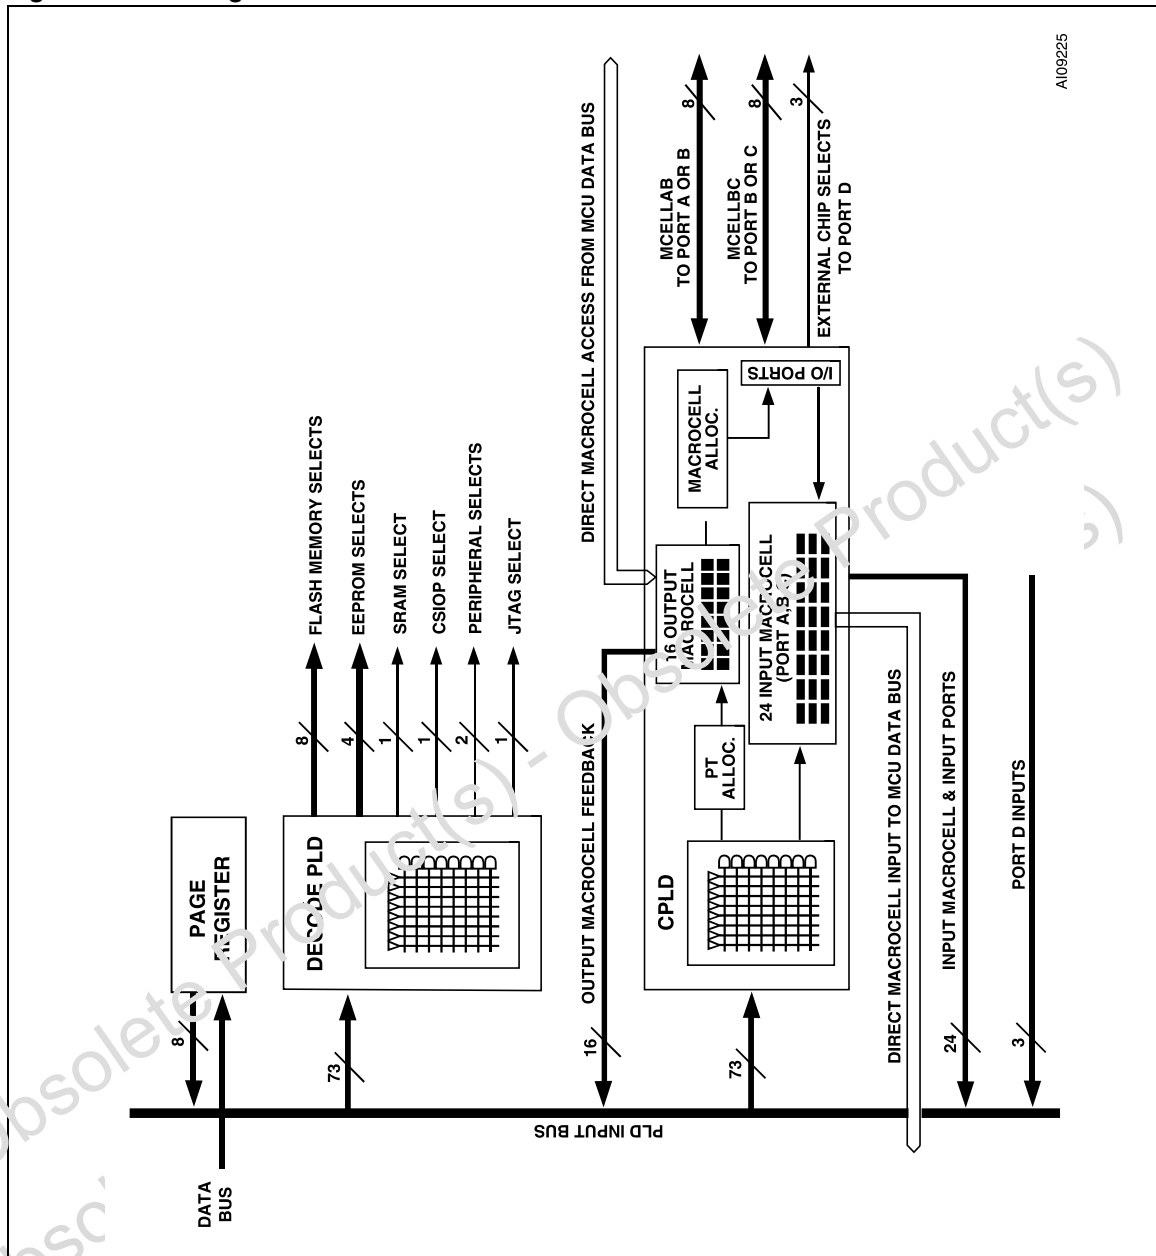 AI09225
DATA
BUS
8
PAGE
REGISTER
73
DECODE PLD
8
FLASH MEMORY SELECTS
4
EEPROM SELECTS
1
SRAM SELECT
1
CSIOP SELECT
2
PERIPHERAL SELECTS
1
JTAG SELECT
PLD INPUT BUS
16
OUTPUT MACROCELL FEEDBACK
DIRECT MACROCELL ACCESS FROM MCU DATA BUS
73
CPLD
PT
ALLOC.
16 OUTPUT
MACROCELL
MACROCELL
ALLOC.
I/O PORTS
24 INPUT MACROCELL
(PORT A,B
MCELLAB
TO PORT A OR B
8
MCELLBC
TO PORT B OR C
8
EXTERNAL CHIP SELECTS
TO PORT D
3
DIRECT MACROCELL INPUT TO MCU DATA BUS
24
INPUT MACROCELL & INPUT PORTS
3
PORT D INPUTS
Obsolete Product(s) - Obsolete Product(s)